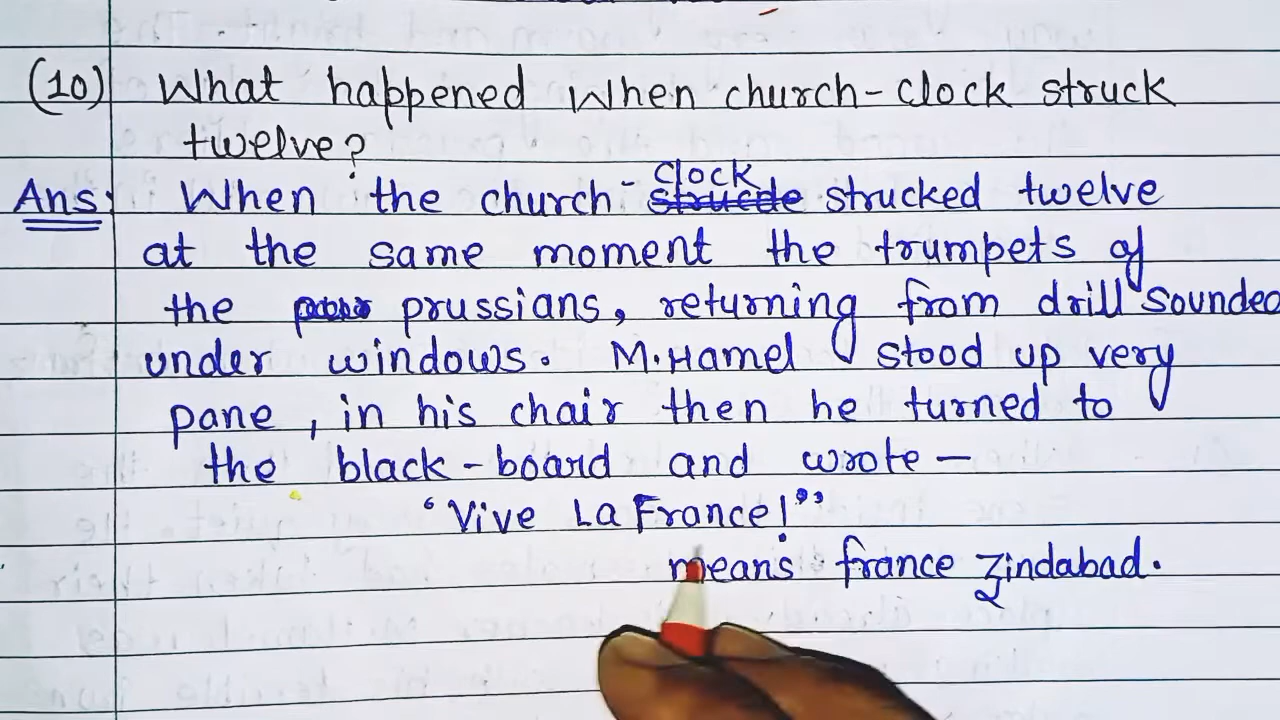 (10) What happened when church-clock struck
twelve?
Ans: When the church-clock strucked twelve
at the same moment the trumpets of
the prussians, returning from drill sounded
under windows. M.Hamel stood up very
pane, in his chair then he turned to
the black-board and wrote —
‘Vive La France!”
means france Zindabad.